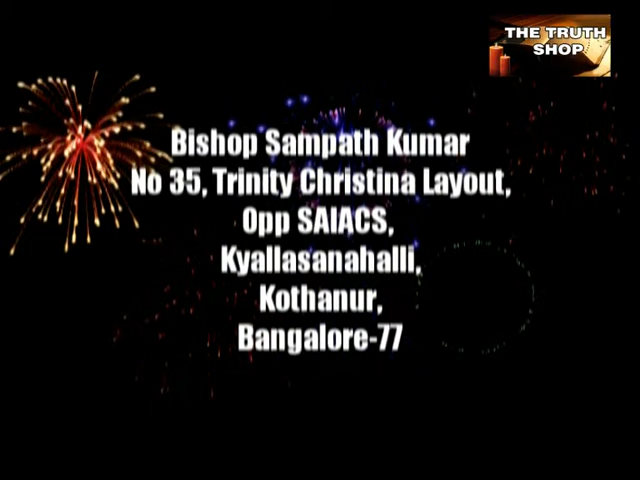 THE TRUTH
SHOP
Bishop Sampath Kumar
No 35, Trinity Christina Layout,
Opp SAIACS,
Kyallasanahalli,
Kothanur,
Bangalore-77